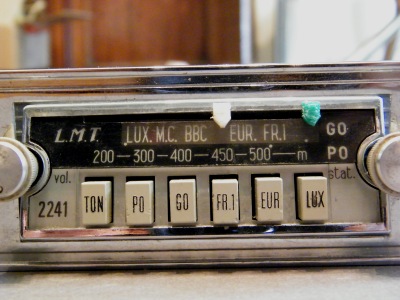 L.M.T. LUX. M.C. BBC EUR. FR.1 GO
200—300—400—450—500— m PO
vol. stat.
2241 TON PO GO FR.1 EUR LUX